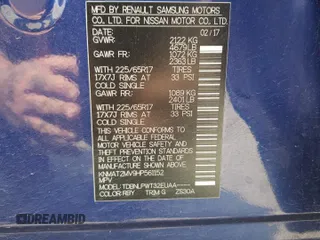 MFD BY RENAULT SAMSUNG MOTORS
CO. LTD. FOR NISSAN MOTOR CO. LTD.
DATE: 02/17
GVWR: 2122 KG
4679 LB
GAWR FR: 1072 KG
2363 LB
WITH 225/65R17 TIRES
17X7J RIMS AT 33 PSI
COLD SINGLE
GAWR RR: 1089 KG
2401 LB
WITH 225/65R17 TIRES
17X7J RIMS AT 33 PSI
COLD SINGLE
THIS VEHICLE CONFORMS TO ALL
APPLICABLE FEDERAL MOTOR VEHICLE
SAFETY
STANDARDS IN EFFECT ON THE DATE OF
MANUFACTURE SHOWN ABOVE.
KNMAT2MV9HP561152
MPV
MODEL:
COLOR:RBY TRIM:G
DREAMBID